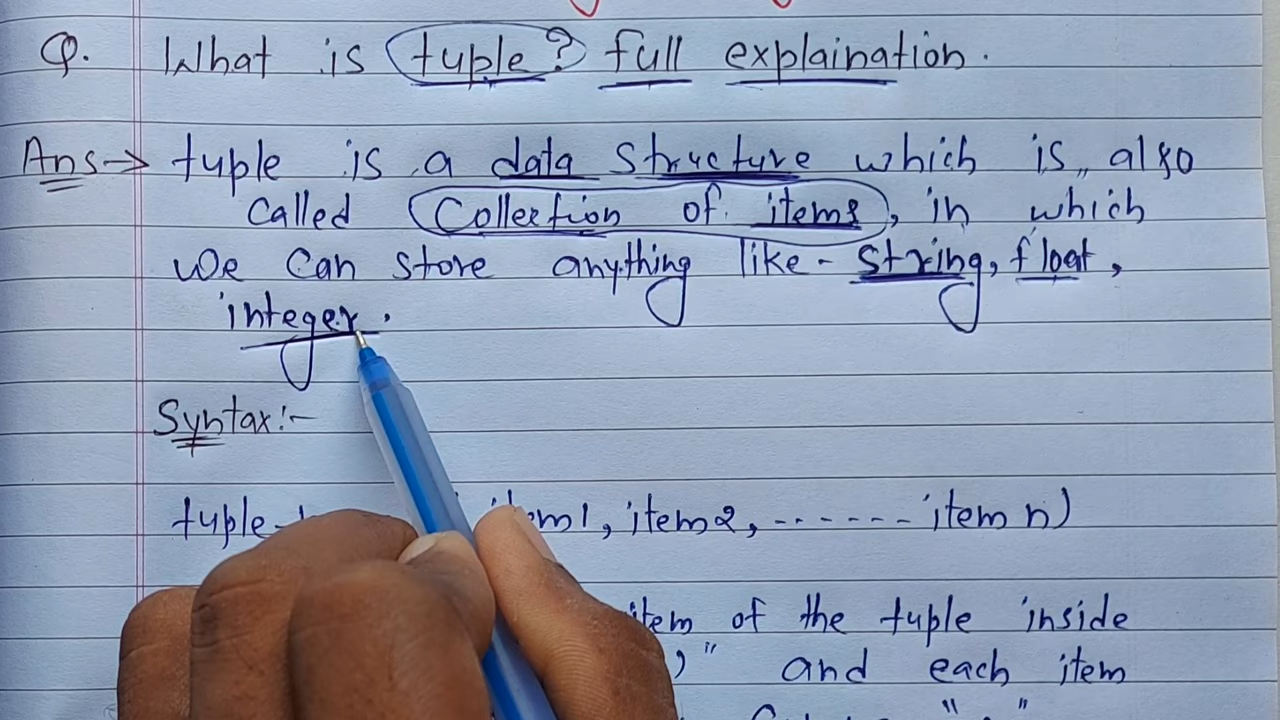 Q. What is tuple? full explaination.
Ans→ tuple is a data structure which is,, also
called Collection of items, in which
we can store anything like - string, float,
integer.
Syntax:-
tuple item1, item2, ------- item n)
item of the tuple inside
)" and each item
" "